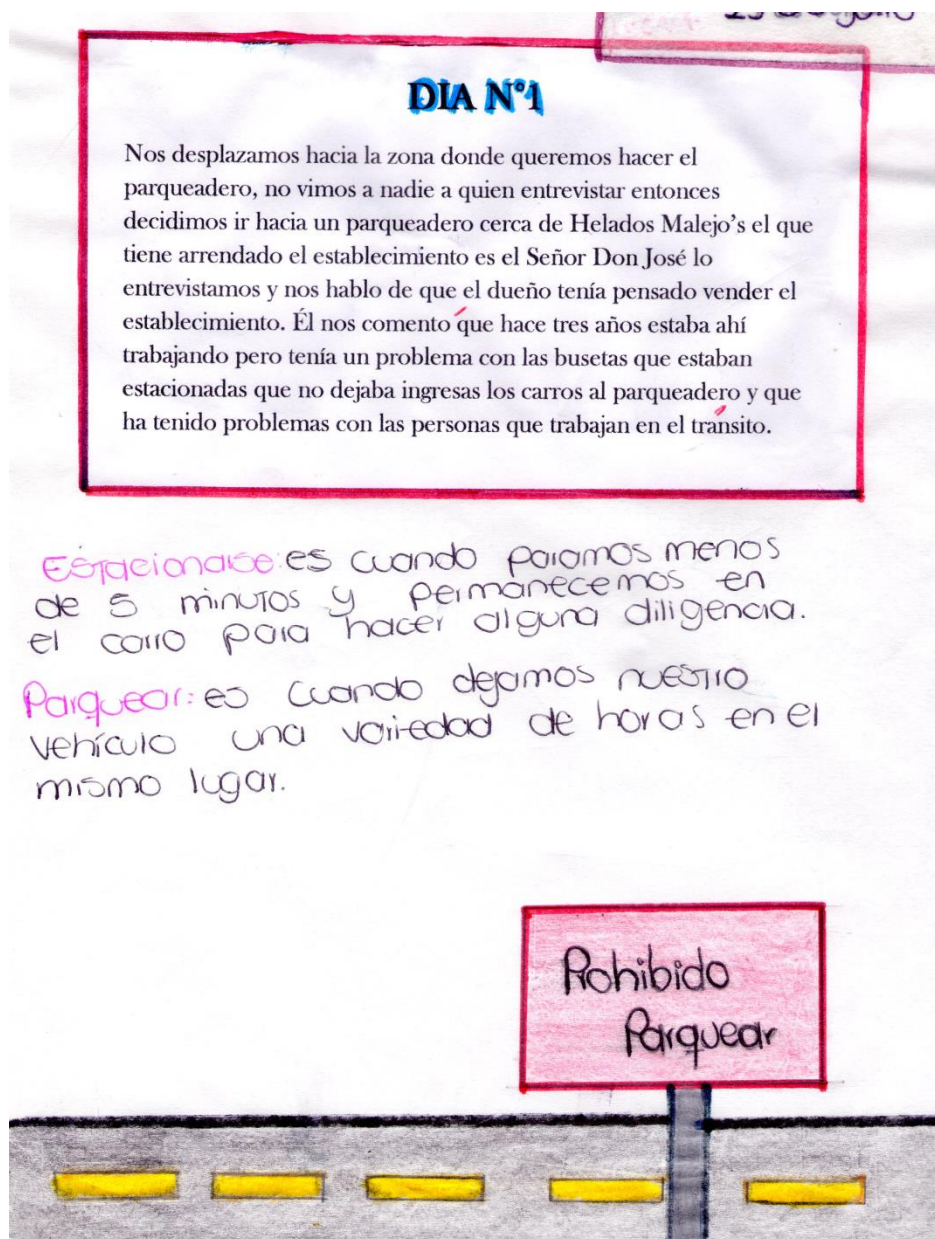 DIA N°1
Nos desplazamos hacia la zona donde queremos hacer el
parqueadero, no vimos a nadie a quien entrevistar entonces
decidimos ir hacia un parqueadero cerca de Helados Malejo's el que
tiene arrendado el establecimiento es el Señor Don José lo
entrevistamos y nos hablo de que el dueño tenía pensado vender el
establecimiento. Él nos comento que hace tres años estaba ahí
trabajando pero tenía un problema con las busetas que estaban
estacionadas que no dejaba ingresas los carros al parqueadero y que
ha tenido problemas con las personas que trabajan en el tránsito.
Estacionarse: es cuando paramos menos
de 5 minutos y permanecemos en
el carro para hacer alguna diligencia.
Parquear: es cuando dejamos nuestro
vehículo una variedad de horas en el
mismo lugar.
Prohibido
Parquear